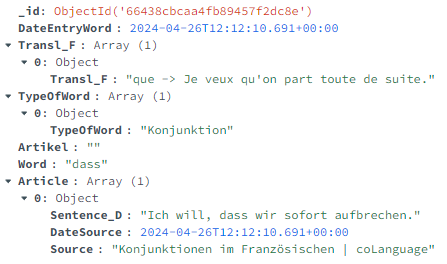 _id: ObjectId('66438cbcaa4fb89457f2dc8e')
DateEntryWord : 2024-04-26T12:12:10.691+00:00
Transl_F : Array (1)
0: Object
Transl_F : "que -> Je veux qu'on part toute de suite."
TypeOfWord : Array (1)
0: Object
TypeOfWord : "Konjunktion"
Artikel : ""
Word : "dass"
Article : Array (1)
0: Object
Sentence_D : "Ich will, dass wir sofort aufbrechen."
DateSource : 2024-04-26T12:12:10.691+00:00
Source : "Konjunktionen im Französischen | coLanguage"